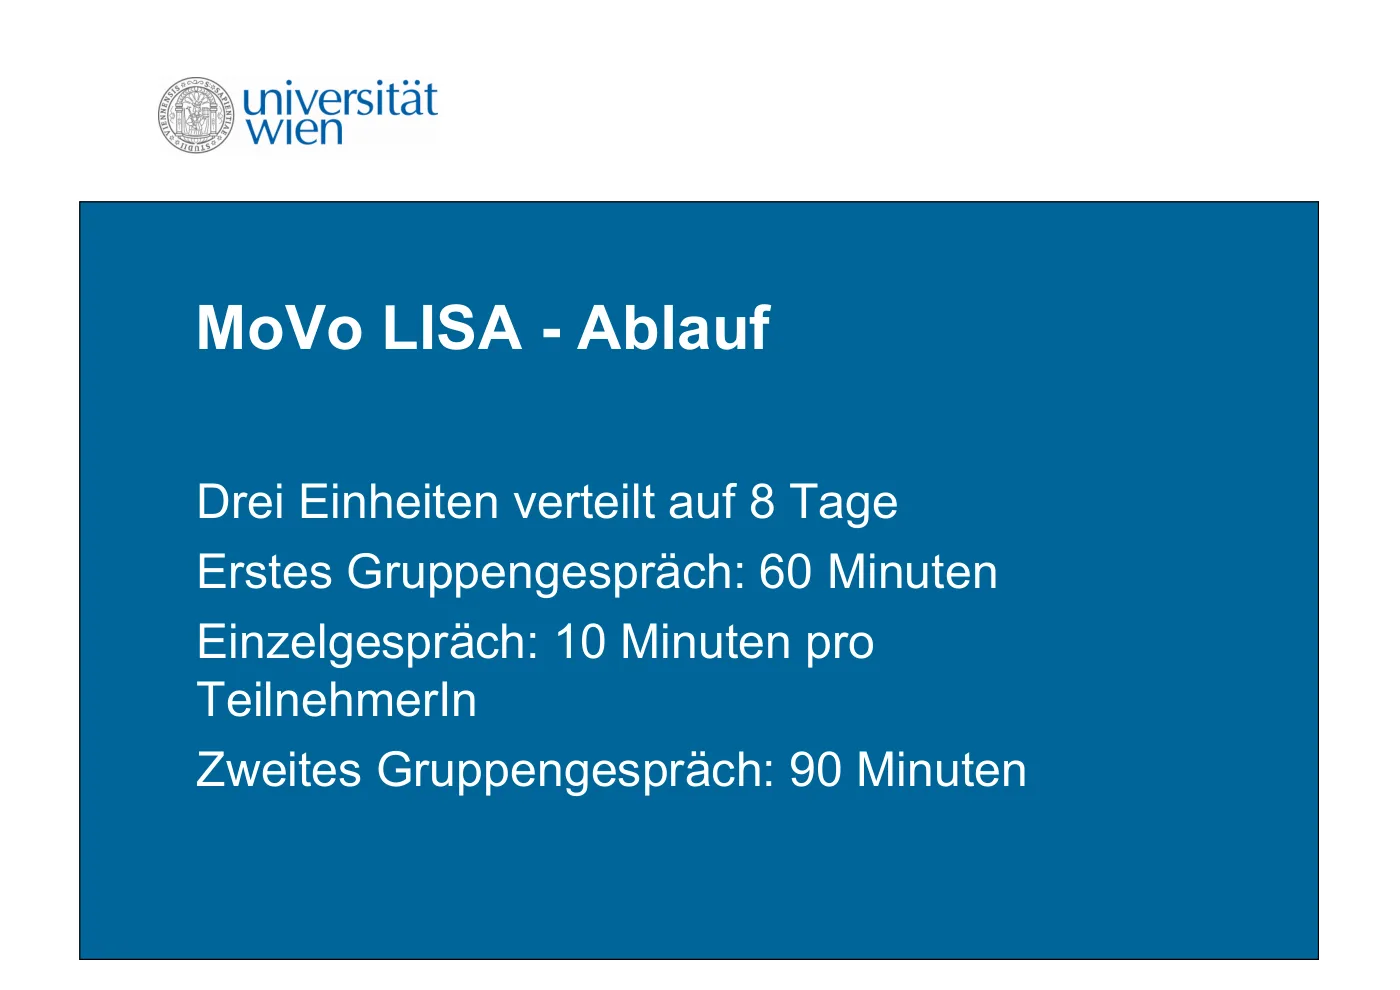 universität
wien
MoVo LISA - Ablauf
Drei Einheiten verteilt auf 8 Tage
Erstes Gruppengespräch: 60 Minuten
Einzelgespräch: 10 Minuten pro
TeilnehmerIn
Zweites Gruppengespräch: 90 Minuten